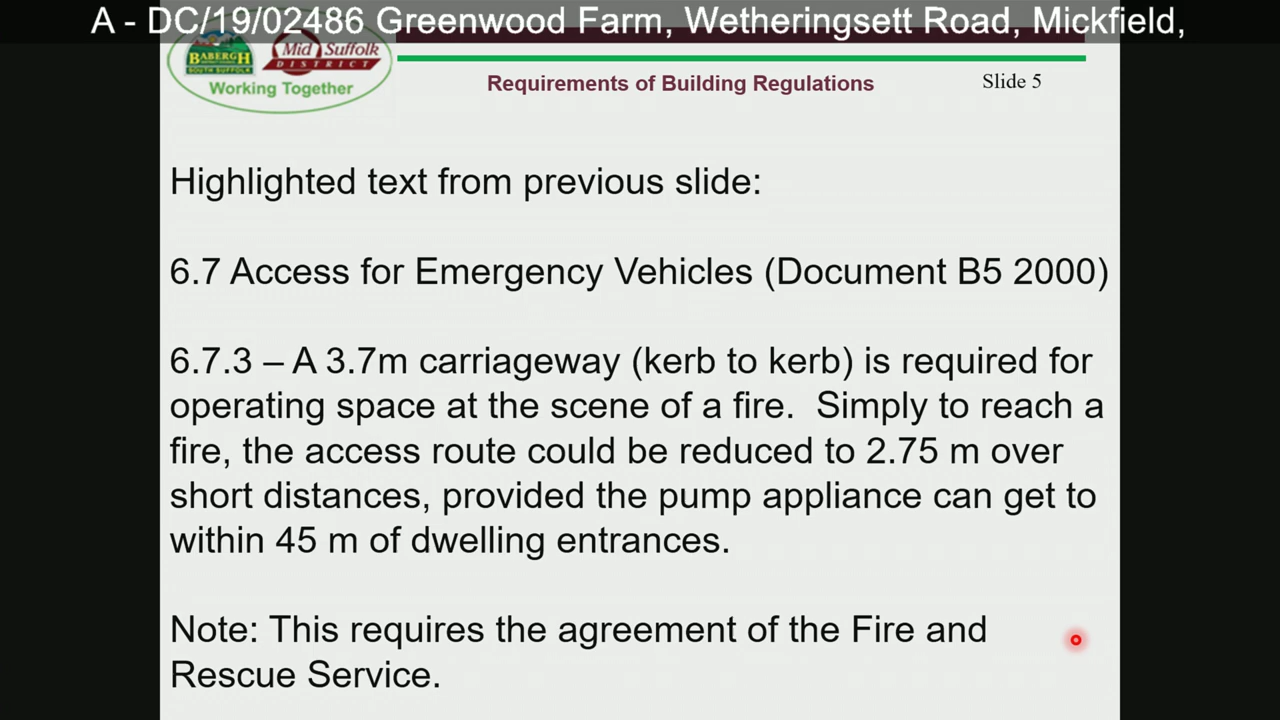 A - DC/19/02486 Greenwood Farm, Wetheringsett Road, Mickfield,
BABERGH
SOUTH SUFFOLK
Mid Suffolk
DISTRICT
Working Together
Requirements of Building Regulations
Slide 5
Highlighted text from previous slide:
6.7 Access for Emergency Vehicles (Document B5 2000)
6.7.3 – A 3.7m carriageway (kerb to kerb) is required for
operating space at the scene of a fire.  Simply to reach a
fire, the access route could be reduced to 2.75 m over
short distances, provided the pump appliance can get to
within 45 m of dwelling entrances.
Note: This requires the agreement of the Fire and
Rescue Service.